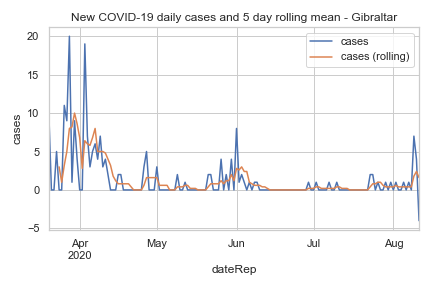 New COVID-19 daily cases and 5 day rolling mean - Gibraltar
cases
cases (rolling)
20
15
10
5
0
−5
cases
Apr
2020
May
Jun
Jul
Aug
dateRep